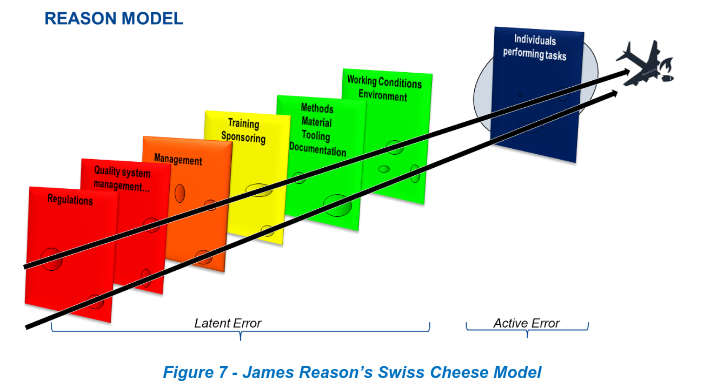 REASON MODEL
Individuals
performing tasks
Working Conditions
Environment
Methods
Material
Tooling
Documentation
Training
Sponsoring
Management
Quality system
management...
Regulations
Latent Error
Active Error
Figure 7 - James Reason's Swiss Cheese Model